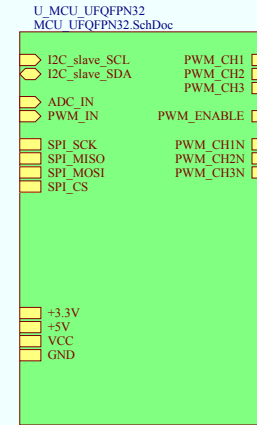 U_MCU_UFQFPN32
MCU_UFQFPN32.SchDoc
I2C_slave_SCL PWM_CH1
I2C_slave_SDA PWM_CH2
PWM_CH3
ADC_IN
PWM_IN PWM_ENABLE
SPI_SCK PWM_CH1N
SPI_MISO PWM_CH2N
SPI_MOSI PWM_CH3N
SPI_CS
+3.3V
+5V
VCC
GND